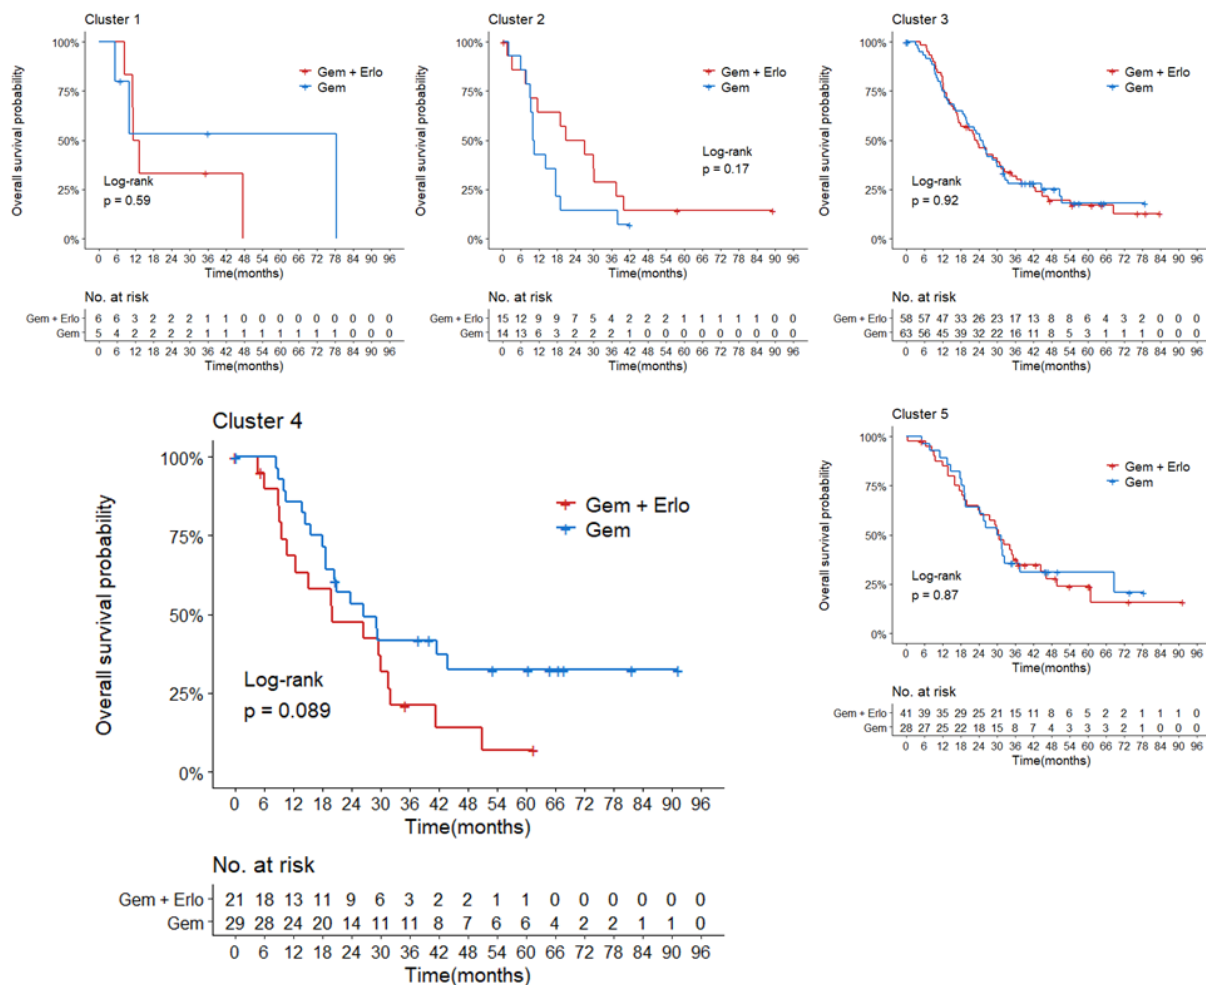 Cluster 1
Overall survival probability
100%
75%
50%
25%
0%
Gem + Erlo
Gem
Log-rank
p = 0.59
0 6 12 18 24 30 36 42 48 54 60 66 72 78 84 90 96
Time(months)
No. at risk
Gem + Erlo 6 6 3 2 2 2 1 1 0 0 0 0 0 0 0 0 0
Gem 5 4 2 2 2 2 1 1 1 1 1 1 1 1 0 0 0
0 6 12 18 24 30 36 42 48 54 60 66 72 78 84 90 96
Time(months)
Cluster 2
Overall survival probability
100%
75%
50%
25%
0%
Gem + Erlo
Gem
Log-rank
p = 0.17
0 6 12 18 24 30 36 42 48 54 60 66 72 78 84 90 96
Time(months)
No. at risk
Gem + Erlo 15 12 9 9 7 5 4 2 2 2 1 1 1 1 1 0 0
Gem 14 13 6 3 2 2 2 1 0 0 0 0 0 0 0 0 0
0 6 12 18 24 30 36 42 48 54 60 66 72 78 84 90 96
Time(months)
Cluster 3
Overall survival probability
100%
75%
50%
25%
0%
Gem + Erlo
Gem
Log-rank
p = 0.92
0 6 12 18 24 30 36 42 48 54 60 66 72 78 84 90 96
Time(months)
No. at risk
Gem + Erlo 58 57 47 33 26 23 17 13 8 8 6 4 3 2 0 0 0
Gem 63 56 45 39 32 22 16 11 8 5 3 1 1 1 0 0 0
0 6 12 18 24 30 36 42 48 54 60 66 72 78 84 90 96
Time(months)
Cluster 4
Overall survival probability
100%
75%
50%
25%
0%
Gem + Erlo
Gem
Log-rank
p = 0.089
0 6 12 18 24 30 36 42 48 54 60 66 72 78 84 90 96
Time(months)
No. at risk
Gem + Erlo 21 18 13 11 9 6 3 2 2 1 1 0 0 0 0 0 0
Gem 29 28 24 20 14 11 11 8 7 6 6 4 2 2 1 1 0
0 6 12 18 24 30 36 42 48 54 60 66 72 78 84 90 96
Time(months)
Cluster 5
Overall survival probability
100%
75%
50%
25%
0%
Gem + Erlo
Gem
Log-rank
p = 0.87
0 6 12 18 24 30 36 42 48 54 60 66 72 78 84 90 96
Time(months)
No. at risk
Gem + Erlo 41 39 35 29 25 21 15 11 8 6 5 2 2 1 1 1 0
Gem 28 27 25 22 18 15 8 7 4 3 3 3 2 1 0 0 0
0 6 12 18 24 30 36 42 48 54 60 66 72 78 84 90 96
Time(months)